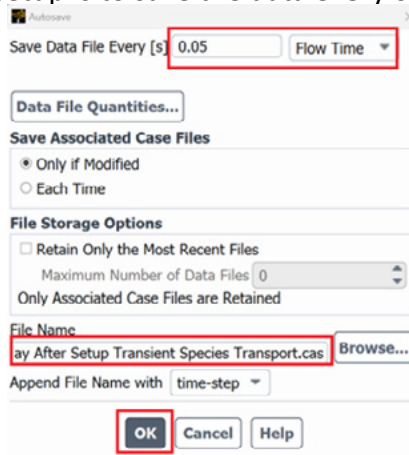 Autosave
Save Data File Every [s] 0.05 Flow Time
Data File Quantities...
Save Associated Case Files
Only if Modified
Each Time
File Storage Options
Retain Only the Most Recent Files
Maximum Number of Data Files 0
Only Associated Case Files are Retained
File Name
ay After Setup Transient Species Transport.cas Browse...
Append File Name with time-step
OK Cancel Help